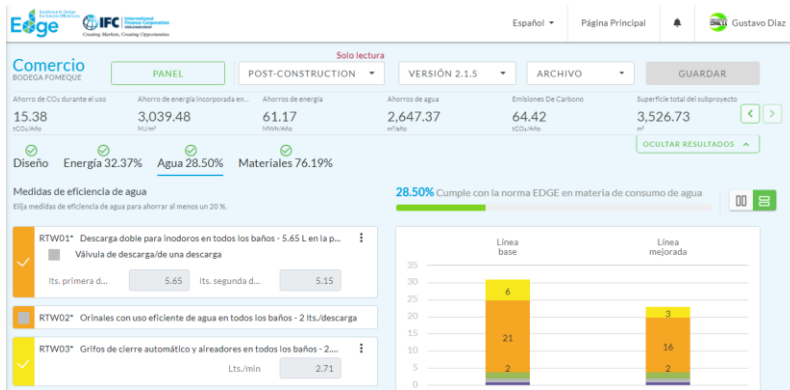 Edge
IFC International Finance Corporation
Creating Markets, Creating Opportunities
Español
Página Principal
Gustavo Diaz
Solo lectura
Comercio
BODEGA FOMEQUE
PANEL
POST-CONSTRUCTION
VERSIÓN 2.1.5
ARCHIVO
GUARDAR
Ahorro de CO₂ durante el uso
15.38
tCO₂/Año
Ahorro de energía incorporada en...
3,039.48
MJ/m²
Ahorros de energía
61.17
MWh/Año
Ahorros de agua
2,647.37
m³/año
Emisiones De Carbono
64.42
tCO₂/Año
Superficie total del subproyecto
3,526.73
m²
OCULTAR RESULTADOS
Diseño
Energía 32.37%
Agua 28.50%
Materiales 76.19%
Medidas de eficiencia de agua
Elija medidas de eficiencia de agua para ahorrar al menos un 20 %.
RTW01* Descarga doble para inodoros en todos los baños - 5.65 L en la p...
Válvula de descarga/de una descarga
lts. primera d... 5.65 lts. segunda d... 5.15
RTW02* Orinales con uso eficiente de agua en todos los baños - 2 lts./descarga
RTW03* Grifos de cierre automático y aireadores en todos los baños - 2....
Lts./min 2.71
28.50% Cumple con la norma EDGE en materia de consumo de agua
Línea base
Línea mejorada
35
30
25
20
15
10
5
0
6
21
2
3
16
2